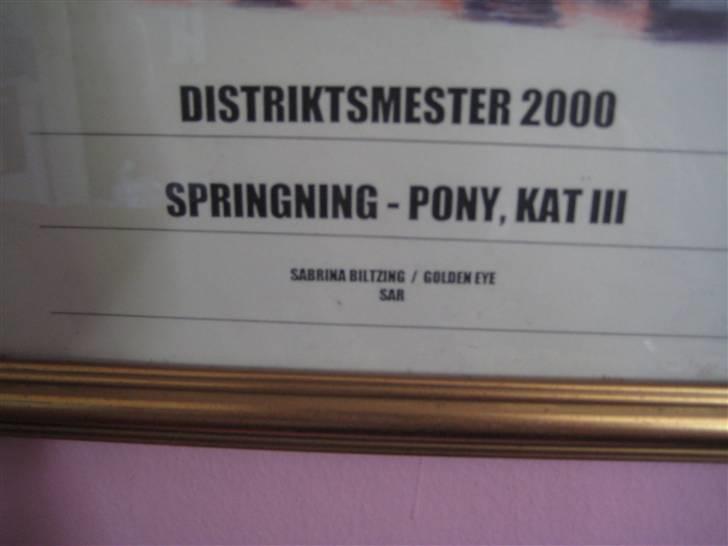 DISTRIKTSMESTER 2000
SPRINGNING - PONY, KAT III
SABRINA BILTZING / GOLDEN EYE
SAR